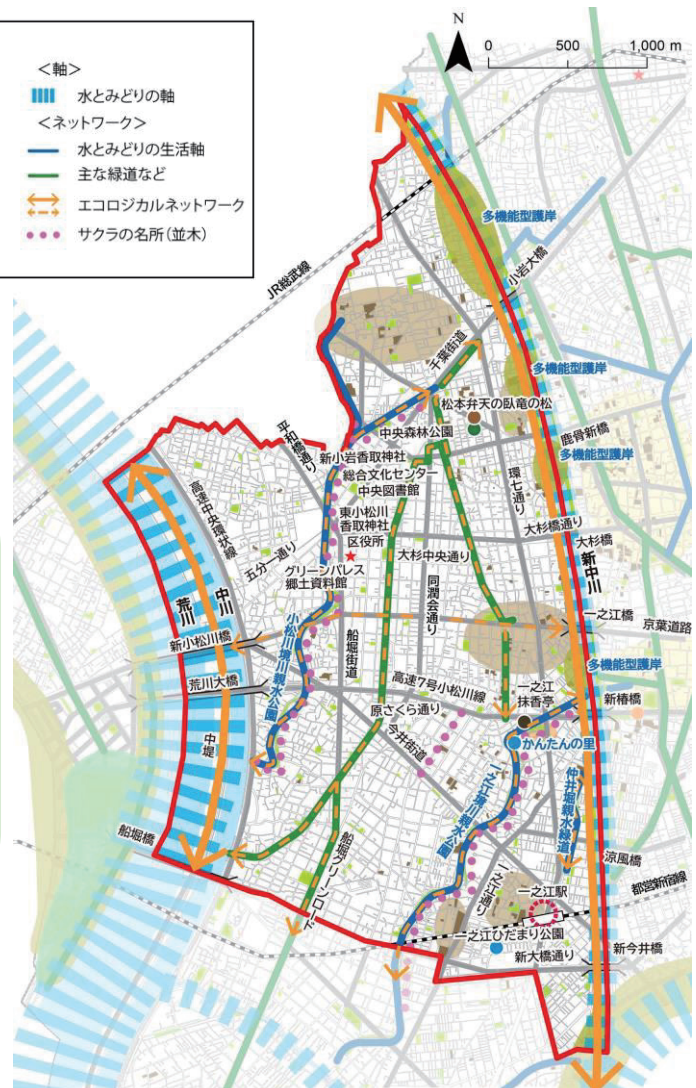 N
0 500 1,000 m
＜軸＞
水とみどりの軸
＜ネットワーク＞
水とみどりの生活軸
主な緑道など
エコロジカルネットワーク
サクラの名所（並木）
多機能型護岸
小岩大橋
JR総武線
千葉街道
多機能型護岸
松本弁天の臥竜の松
鹿骨新橋
中央森林公園
平和橋通り
新小岩香取神社
多機能型護岸
総合文化センター
中央図書館
環七通り
高速中央環状線
東小松川
香取神社
大杉橋通り
大杉橋
区役所
五分一通り
大杉中央通り
新中川
グリーンパレス
郷土資料館
同潤会通り
中川
荒川
一之江橋
京葉道路
新小松川橋
小松川境川親水公園
船堀街道
多機能型護岸
高速7号小松川線
一之江
抹香亭
新椿橋
荒川大橋
原さくら通り
かんたんの里
中堤
今井街道
一之江境川親水公園
仲井堀親水緑道
船堀橋
涼風橋
船堀グリーンロード
一之江通り
一之江駅
都営新宿線
一之江ひだまり公園
新大橋通り
新今井橋